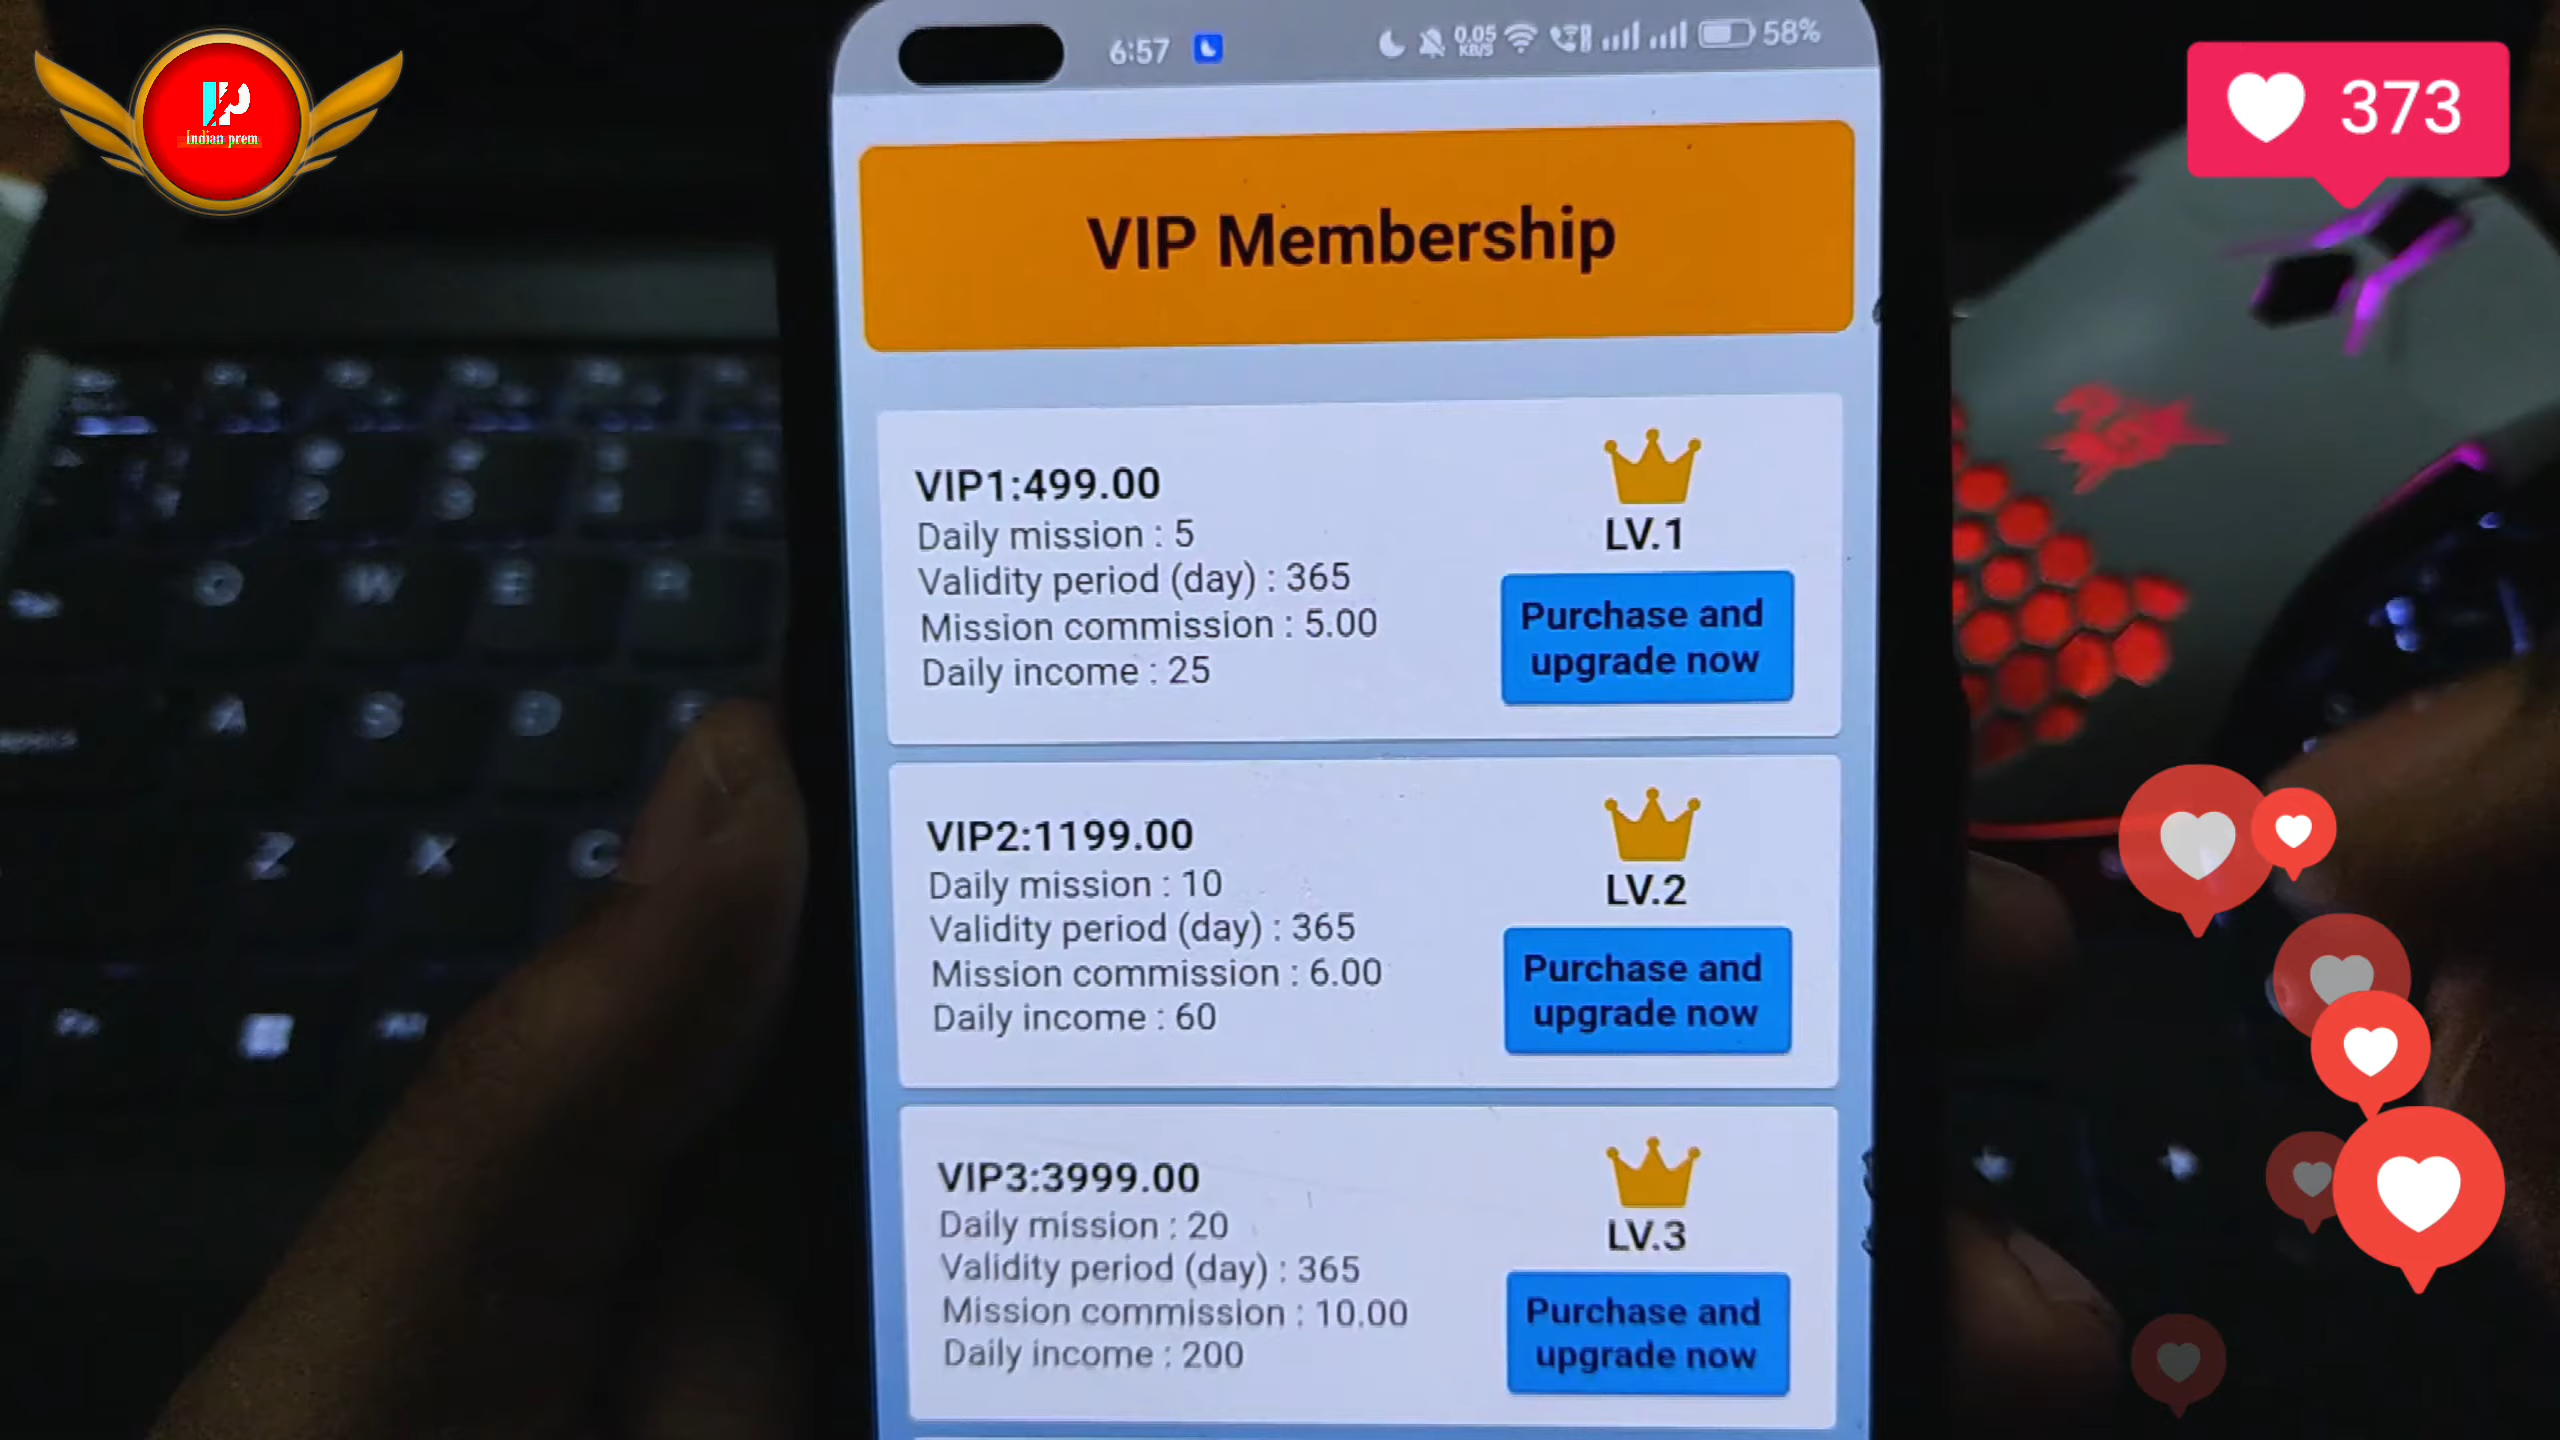 IP
Indian prem
6:57
0.05
KB/S
58%
373
VIP Membership
VIP1:499.00
Daily mission : 5
Validity period (day) : 365
Mission commission : 5.00
Daily income : 25
LV.1
Purchase and
upgrade now
VIP2:1199.00
Daily mission : 10
Validity period (day) : 365
Mission commission : 6.00
Daily income : 60
LV.2
Purchase and
upgrade now
VIP3:3999.00
Daily mission : 20
Validity period (day) : 365
Mission commission : 10.00
Daily income : 200
LV.3
Purchase and
upgrade now
W
E
R
A
S
D
F
Z
X
C